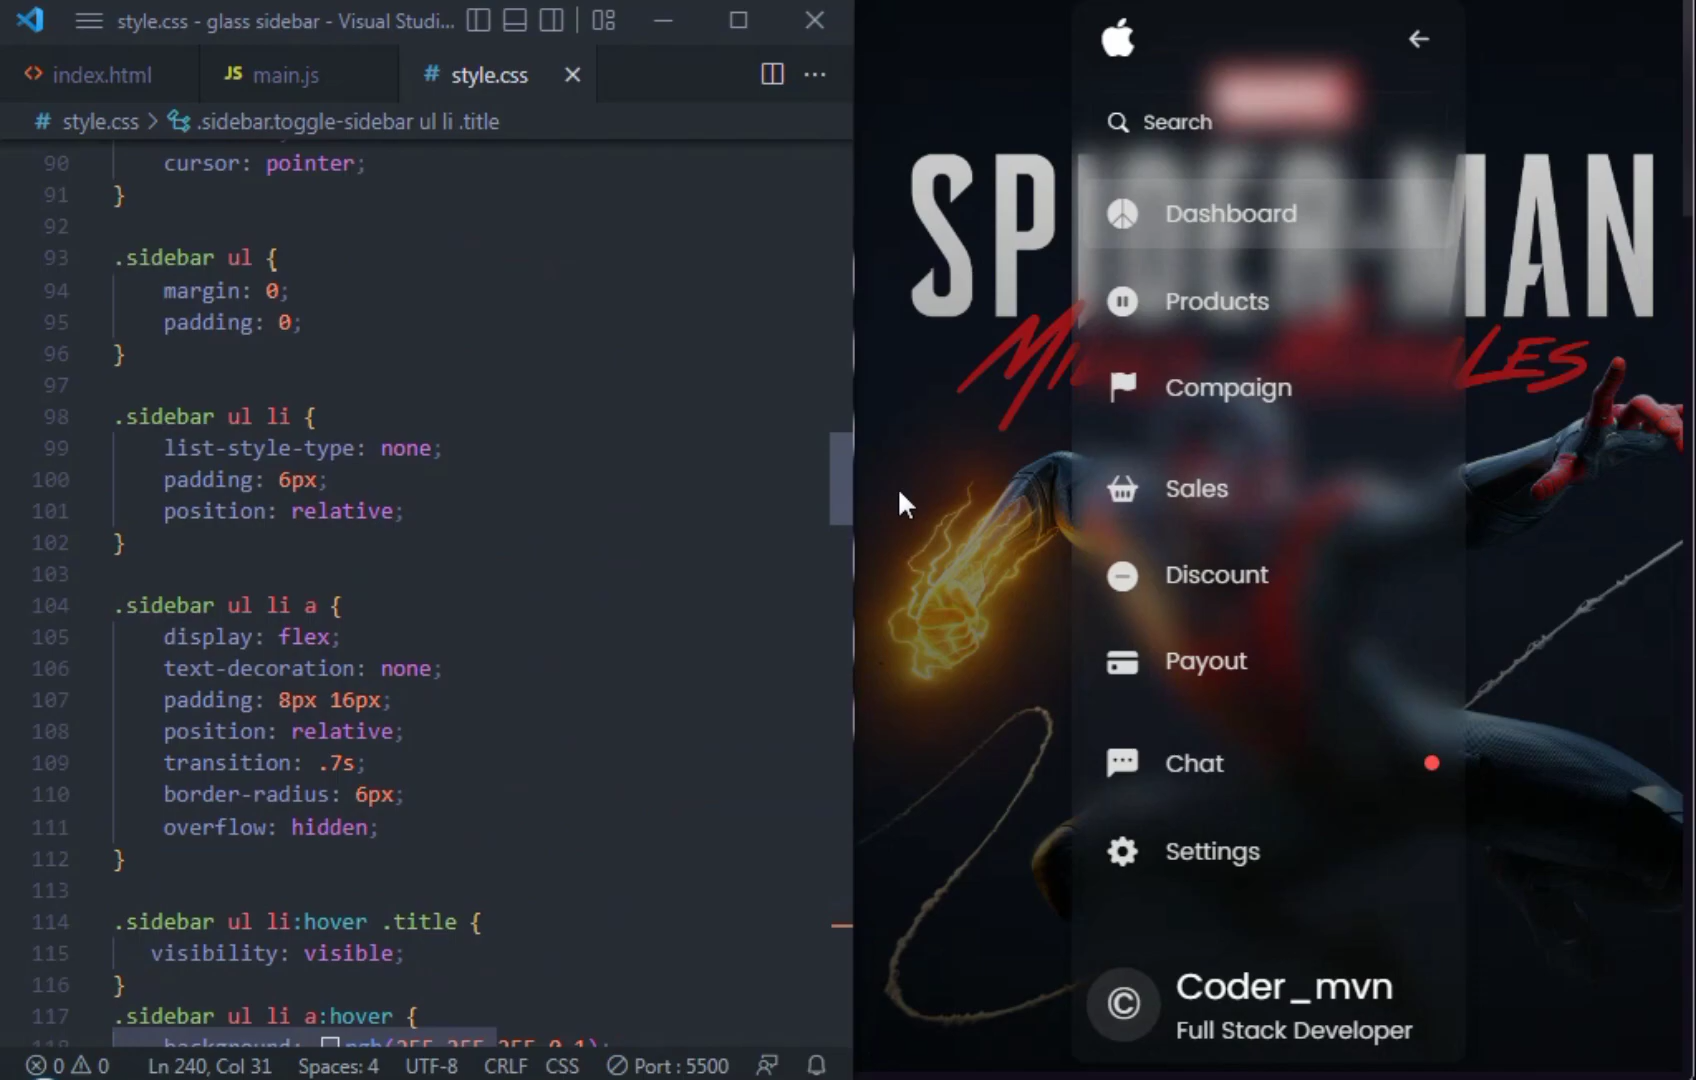 style.css - glass sidebar - Visual Studi...
index.html
JS main.js
# style.css
# style.css > .sidebar.toggle-sidebar ul li .title
90 cursor: pointer;
91 }
92
93 .sidebar ul {
94 margin: 0;
95 padding: 0;
96 }
97
98 .sidebar ul li {
99 list-style-type: none;
100 padding: 6px;
101 position: relative;
102 }
103
104 .sidebar ul li a {
105 display: flex;
106 text-decoration: none;
107 padding: 8px 16px;
108 position: relative;
109 transition: .7s;
110 border-radius: 6px;
111 overflow: hidden;
112 }
113
114 .sidebar ul li:hover .title {
115 visibility: visible;
116 }
117 .sidebar ul li a:hover {
0 0 Ln 240, Col 31 Spaces: 4 UTF-8 CRLF CSS Port : 5500
Search
SPIDER-MAN
Dashboard
Products
Compaign
Sales
Discount
Payout
Chat
Settings
© Coder_mvn
Full Stack Developer